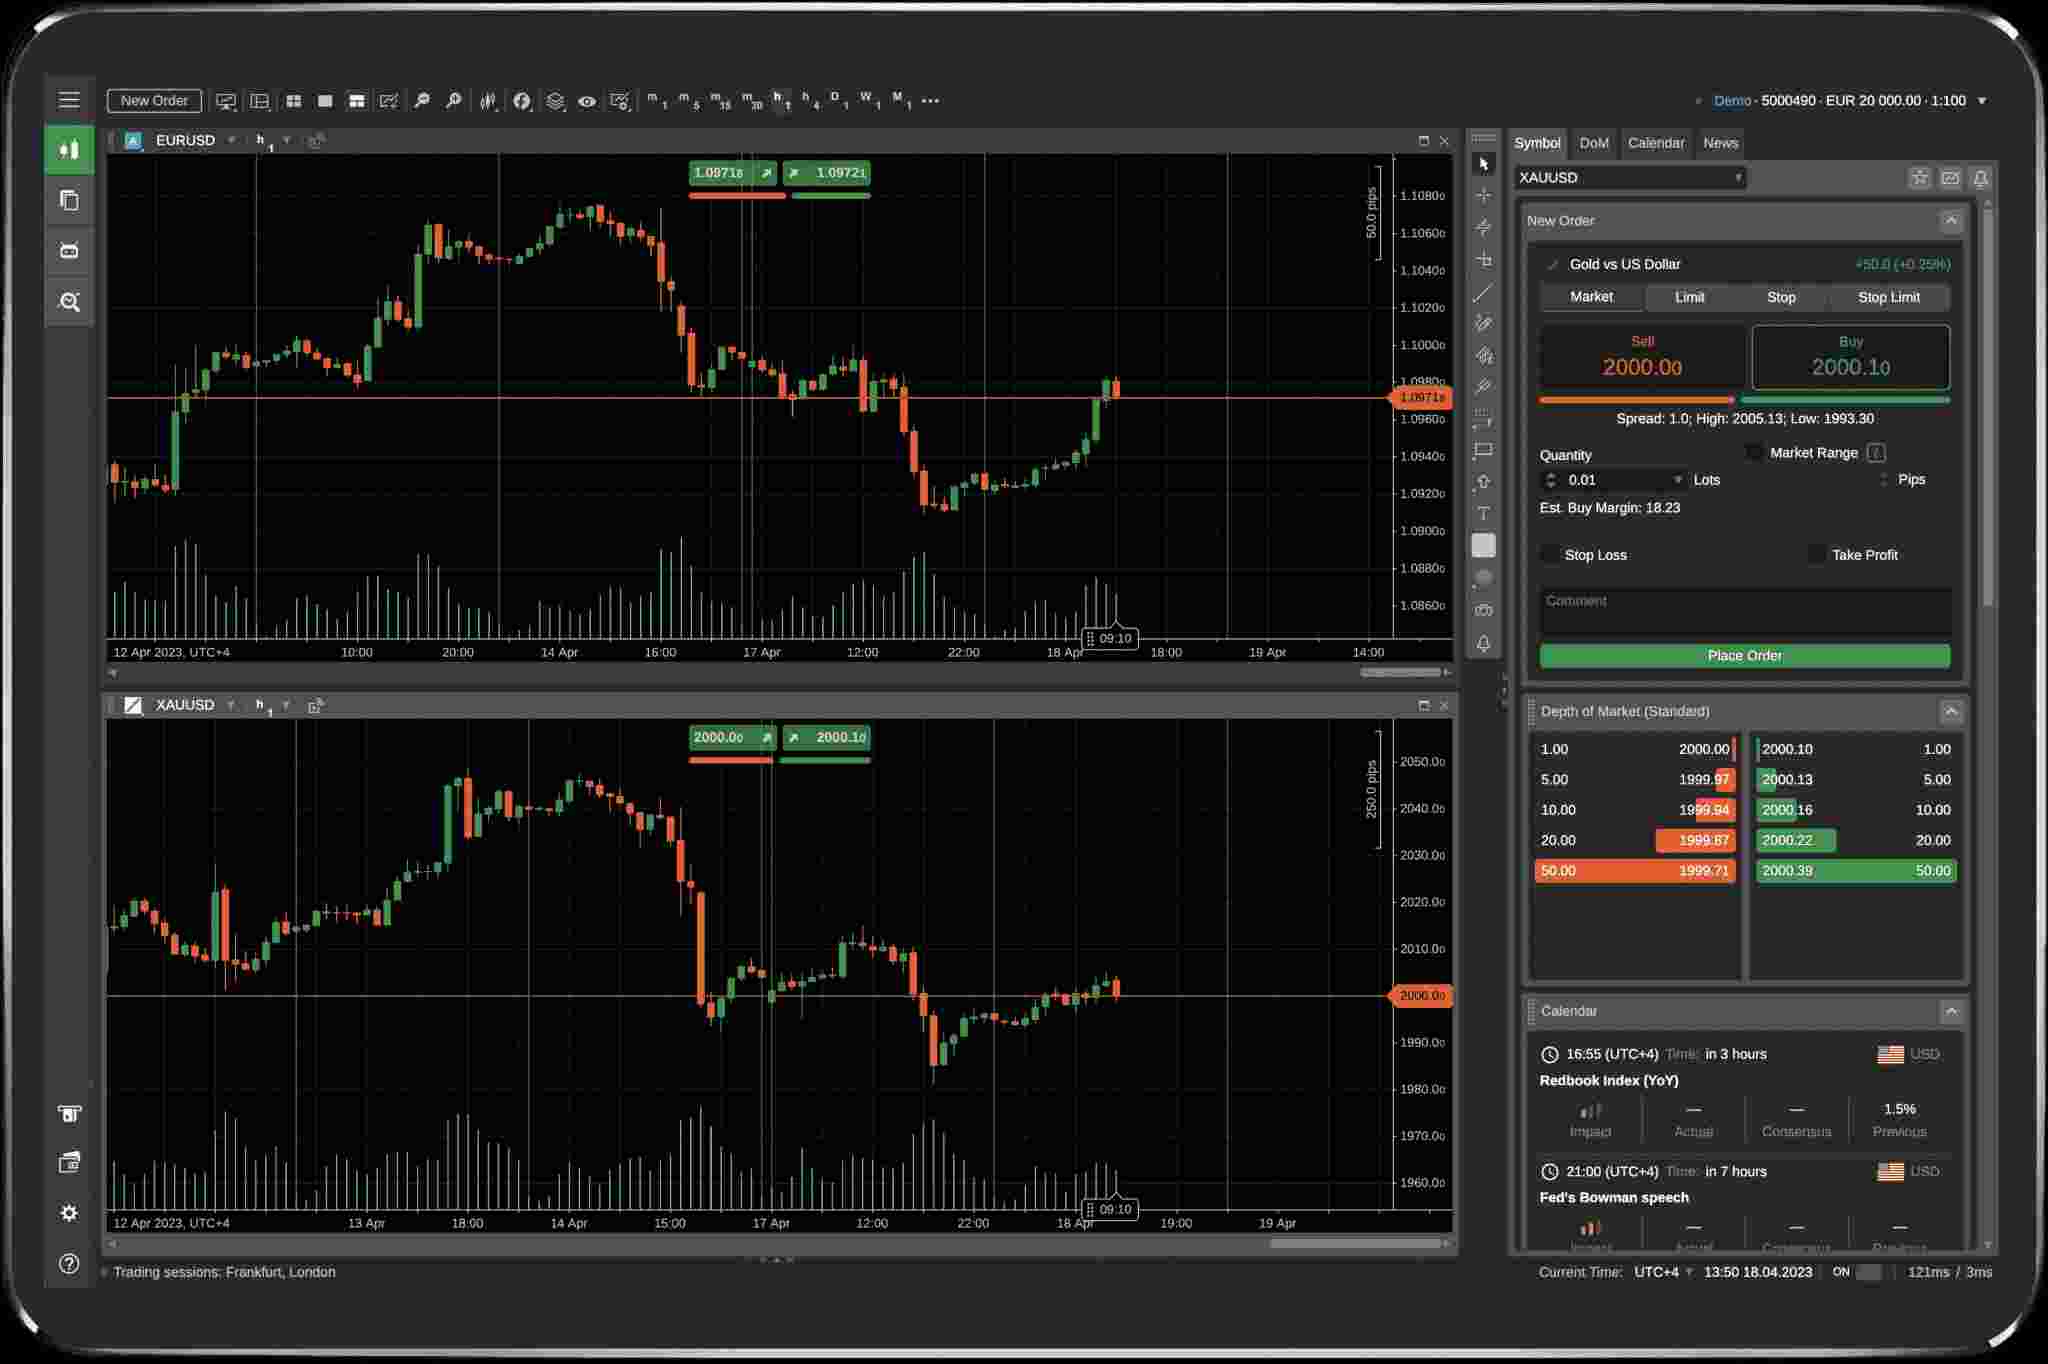 New Order
m1 m5 m15 m30 h1 h4 D1 W1 M1 •••
Demo · 5000490 · EUR 20 000.00 · 1:100
EURUSD h1
1.09718 1.09721
50.0 pips
1.10800
1.10600
1.10400
1.10200
1.10000
1.09800
1.09718
1.09600
1.09400
1.09200
1.09000
1.08800
1.08600
09:10
12 Apr 2023, UTC+4 10:00 20:00 14 Apr 16:00 17 Apr 12:00 22:00 18 Apr 18:00 19 Apr 14:00
XAUUSD h1
2000.00 2000.10
250.0 pips
2050.00
2040.00
2030.00
2020.00
2010.00
2000.00
1990.00
1980.00
1970.00
1960.00
09:10
12 Apr 2023, UTC+4 13 Apr 18:00 14 Apr 15:00 17 Apr 12:00 22:00 18 Apr 19:00 19 Apr
Trading sessions: Frankfurt, London
T
Symbol DoM Calendar News
XAUUSD
New Order
Gold vs US Dollar +50.0 (+0.25%)
Market Limit Stop Stop Limit
Sell Buy
2000.00 2000.10
Spread: 1.0; High: 2005.13; Low: 1993.30
Quantity Market Range
0.01 Lots Pips
Est. Buy Margin: 18.23
Stop Loss Take Profit
Comment
Place Order
Depth of Market (Standard)
1.00 2000.00 2000.10 1.00
5.00 1999.97 2000.13 5.00
10.00 1999.94 2000.16 10.00
20.00 1999.87 2000.22 20.00
50.00 1999.71 2000.39 50.00
Calendar
16:55 (UTC+4) Time: in 3 hours USD
Redbook Index (YoY)
— — 1.5%
Impact Actual Consensus Previous
21:00 (UTC+4) Time: in 7 hours USD
Fed's Bowman speech
— — —
Impact Actual Consensus Previous
Current Time: UTC+4 13:50 18.04.2023 ON 121ms / 3ms